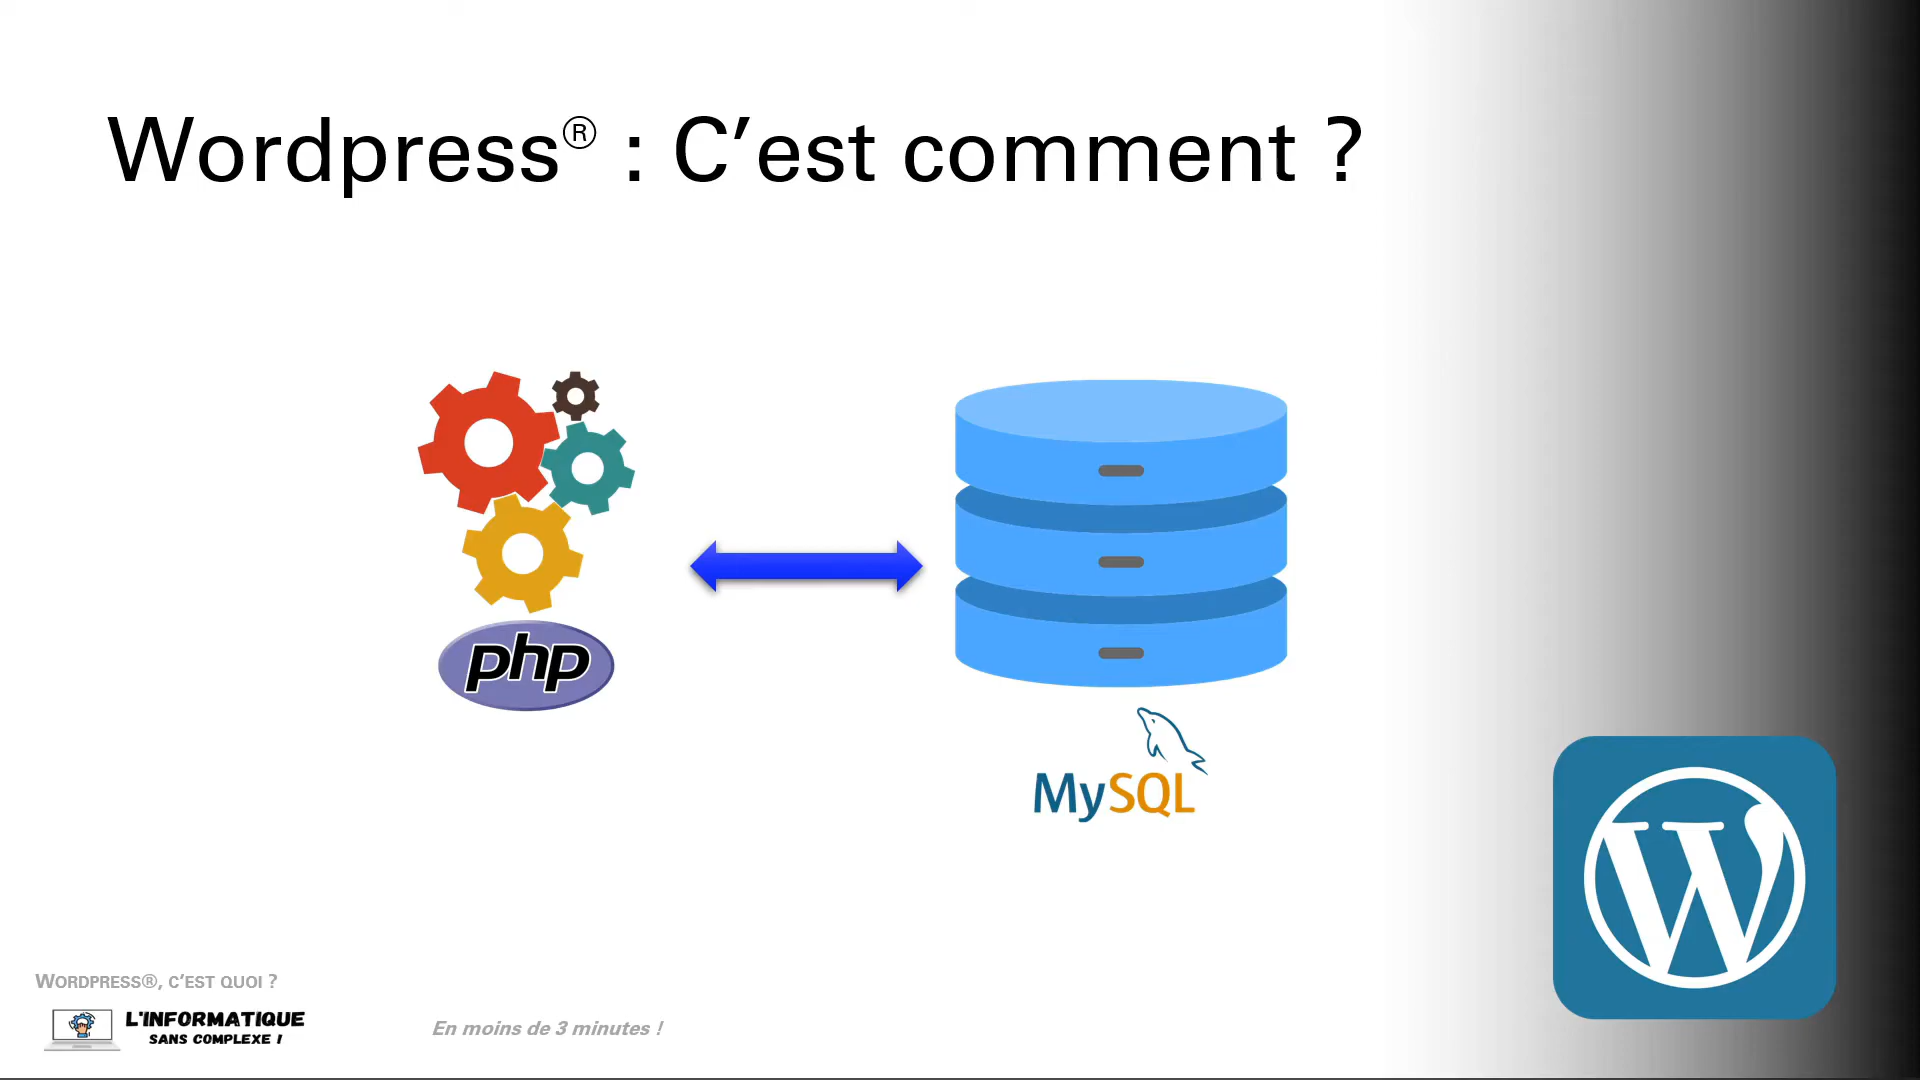 Wordpress® : C’est comment ?
php
MySQL
WORDPRESS®, C’EST QUOI ?
L'INFORMATIQUE
SANS COMPLEXE !
En moins de 3 minutes !